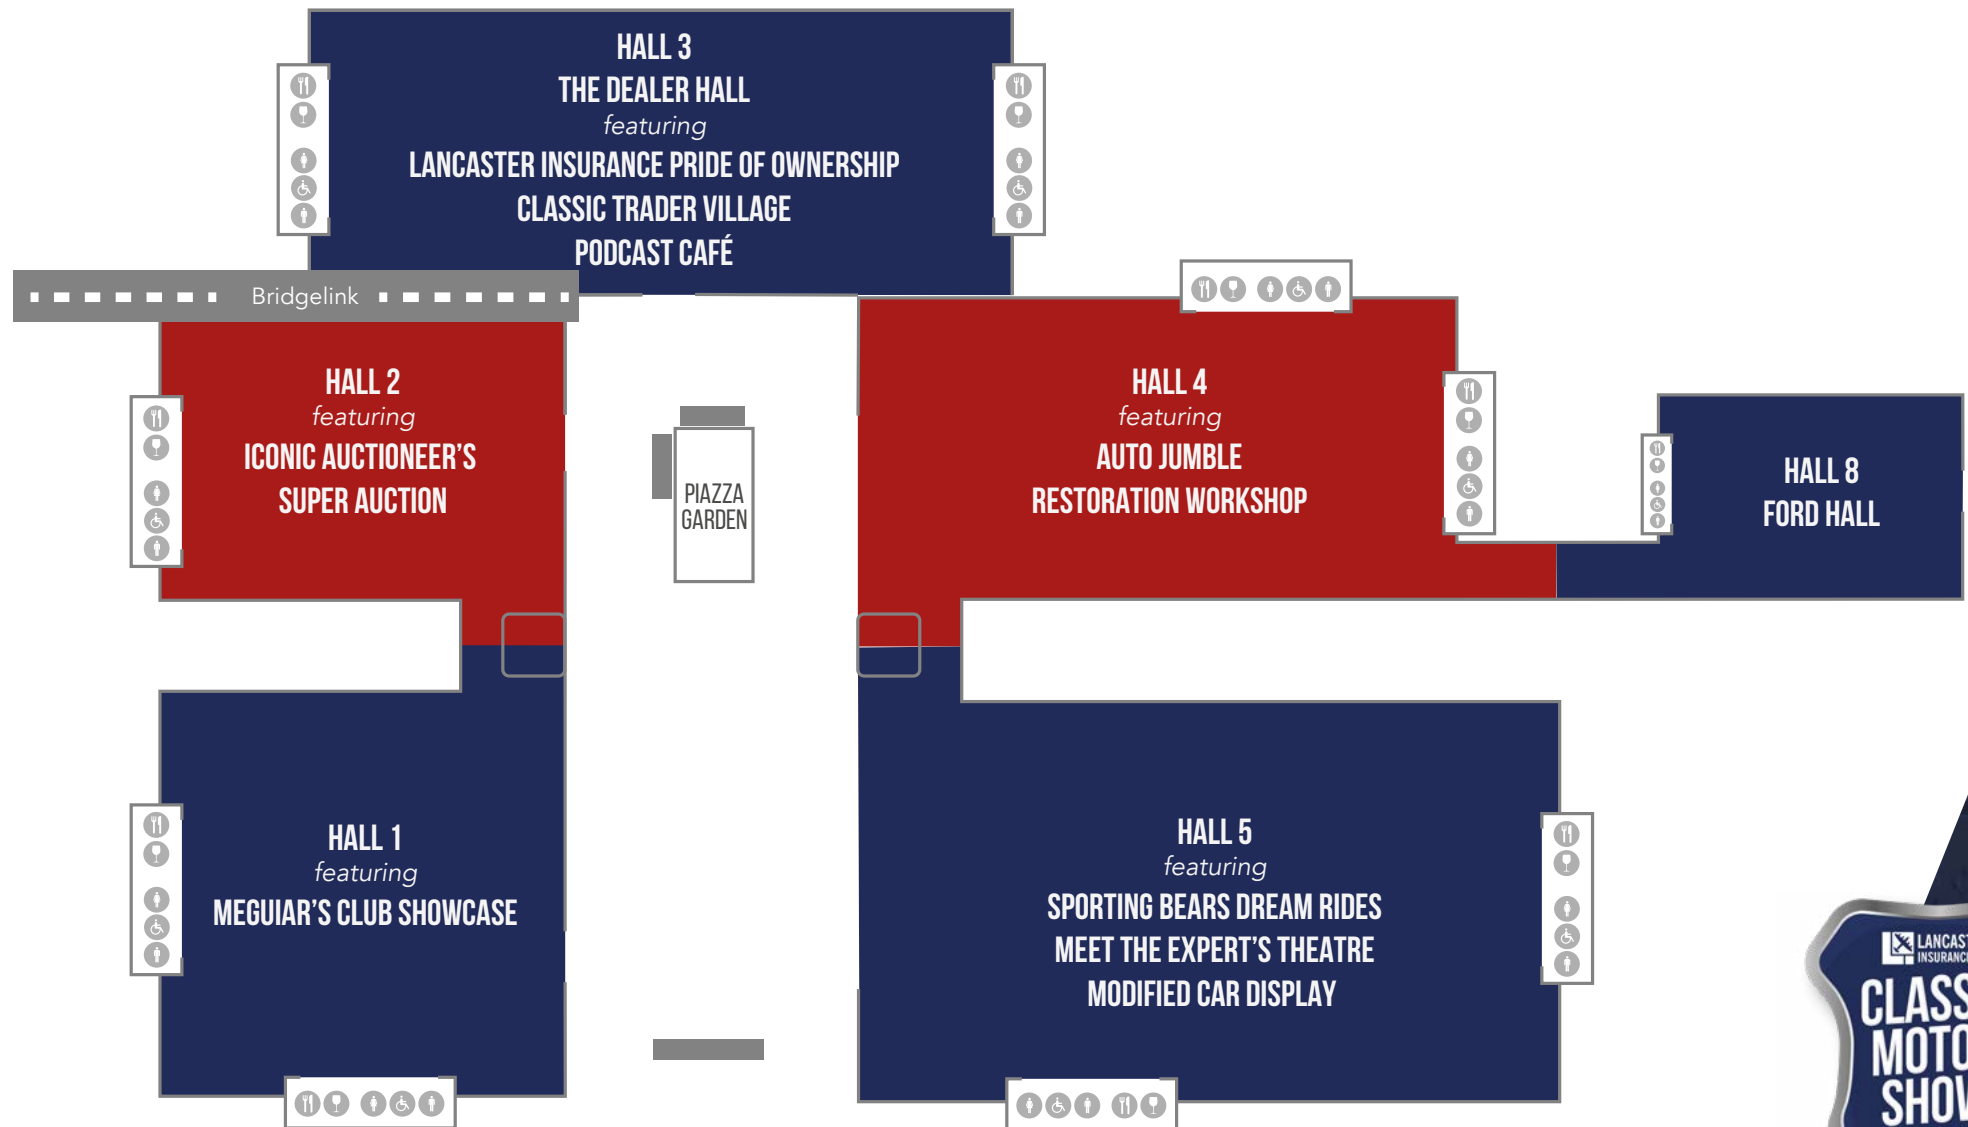 HALL 3
THE DEALER HALL
featuring
LANCASTER INSURANCE PRIDE OF OWNERSHIP
CLASSIC TRADER VILLAGE
PODCAST CAFÉ
Bridgelink
HALL 2
featuring
ICONIC AUCTIONEER'S
SUPER AUCTION
PIAZZA
GARDEN
HALL 4
featuring
AUTO JUMBLE
RESTORATION WORKSHOP
HALL 8
FORD HALL
HALL 1
featuring
MEGUIAR'S CLUB SHOWCASE
HALL 5
featuring
SPORTING BEARS DREAM RIDES
MEET THE EXPERT'S THEATRE
MODIFIED CAR DISPLAY